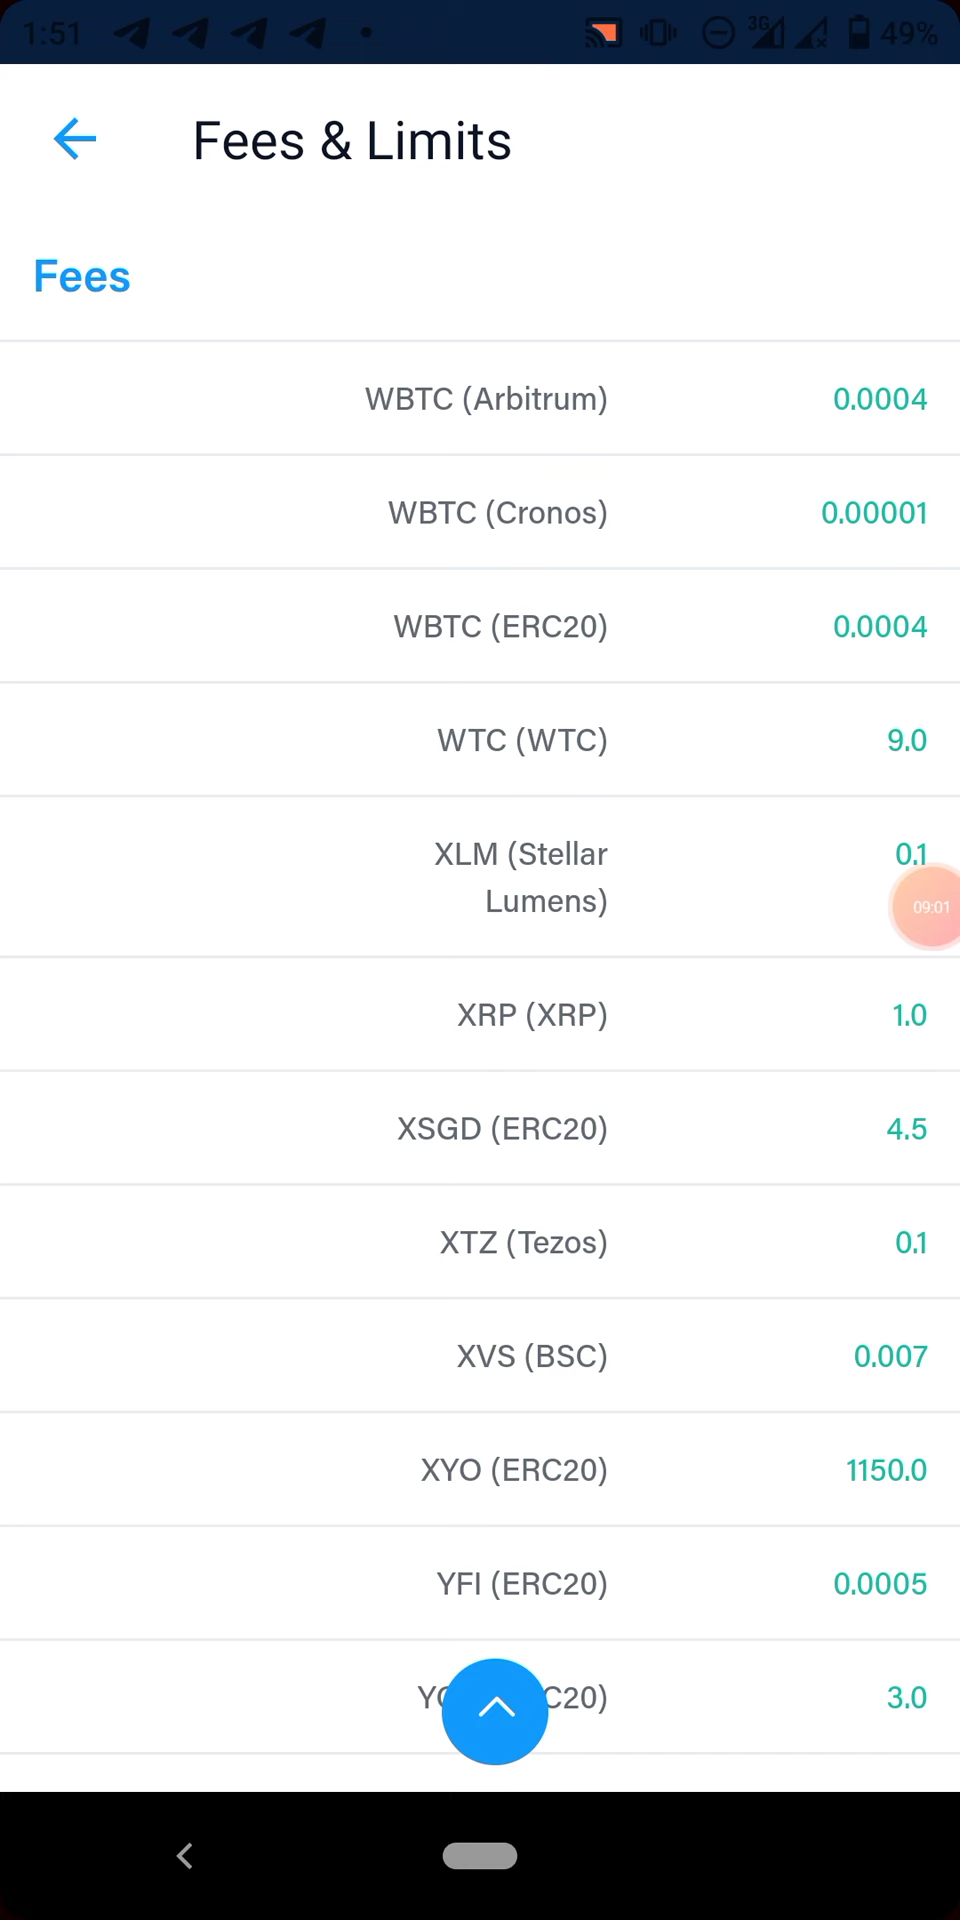 1:51 3G 49%
Fees & Limits
Fees
WBTC (Arbitrum) 0.0004
WBTC (Cronos) 0.00001
WBTC (ERC20) 0.0004
WTC (WTC) 9.0
XLM (Stellar 0.1
Lumens)
09:01
XRP (XRP) 1.0
XSGD (ERC20) 4.5
XTZ (Tezos) 0.1
XVS (BSC) 0.007
XYO (ERC20) 1150.0
YFI (ERC20) 0.0005
3.0